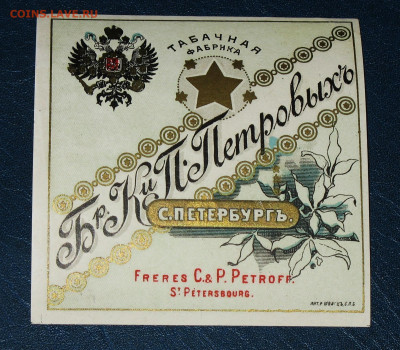 COINS.LAVE.RU
ТАБАЧНАЯ
ФАБРИКА
Бр. К. и П. Петровыхъ
С. ПЕТЕРБУРГЪ.
FRERES C. & P. PETROFF.
ST PÉTERSBOURG.